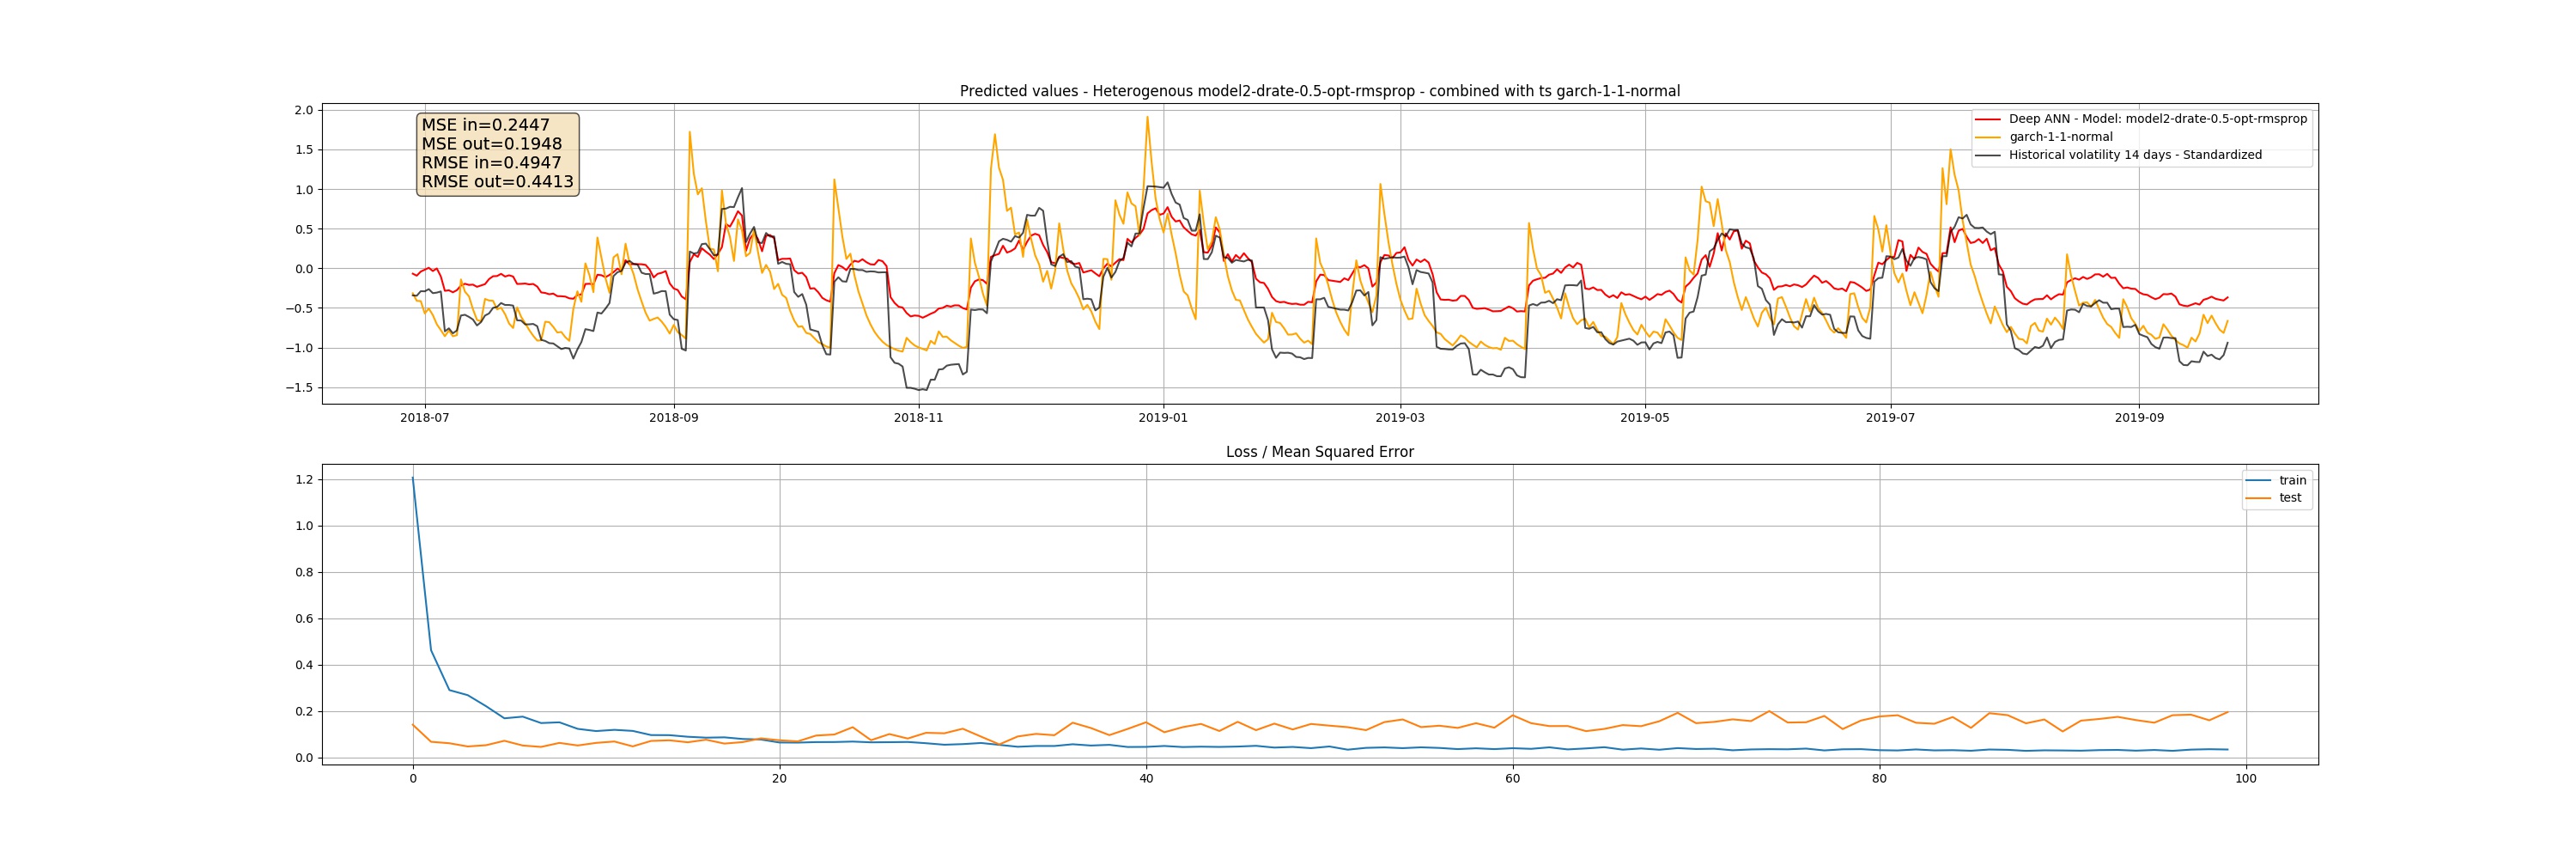 Predicted values - Heterogenous model2-drate-0.5-opt-rmsprop - combined with ts garch-1-1-normal
2.0
1.5
1.0
0.5
0.0
−0.5
−1.0
−1.5
MSE in=0.2447
MSE out=0.1948
RMSE in=0.4947
RMSE out=0.4413
Deep ANN - Model: model2-drate-0.5-opt-rmsprop
garch-1-1-normal
Historical volatility 14 days - Standardized
2018-07 2018-09 2018-11 2019-01 2019-03 2019-05 2019-07 2019-09
Loss / Mean Squared Error
1.2
1.0
0.8
0.6
0.4
0.2
0.0
train
test
0 20 40 60 80 100